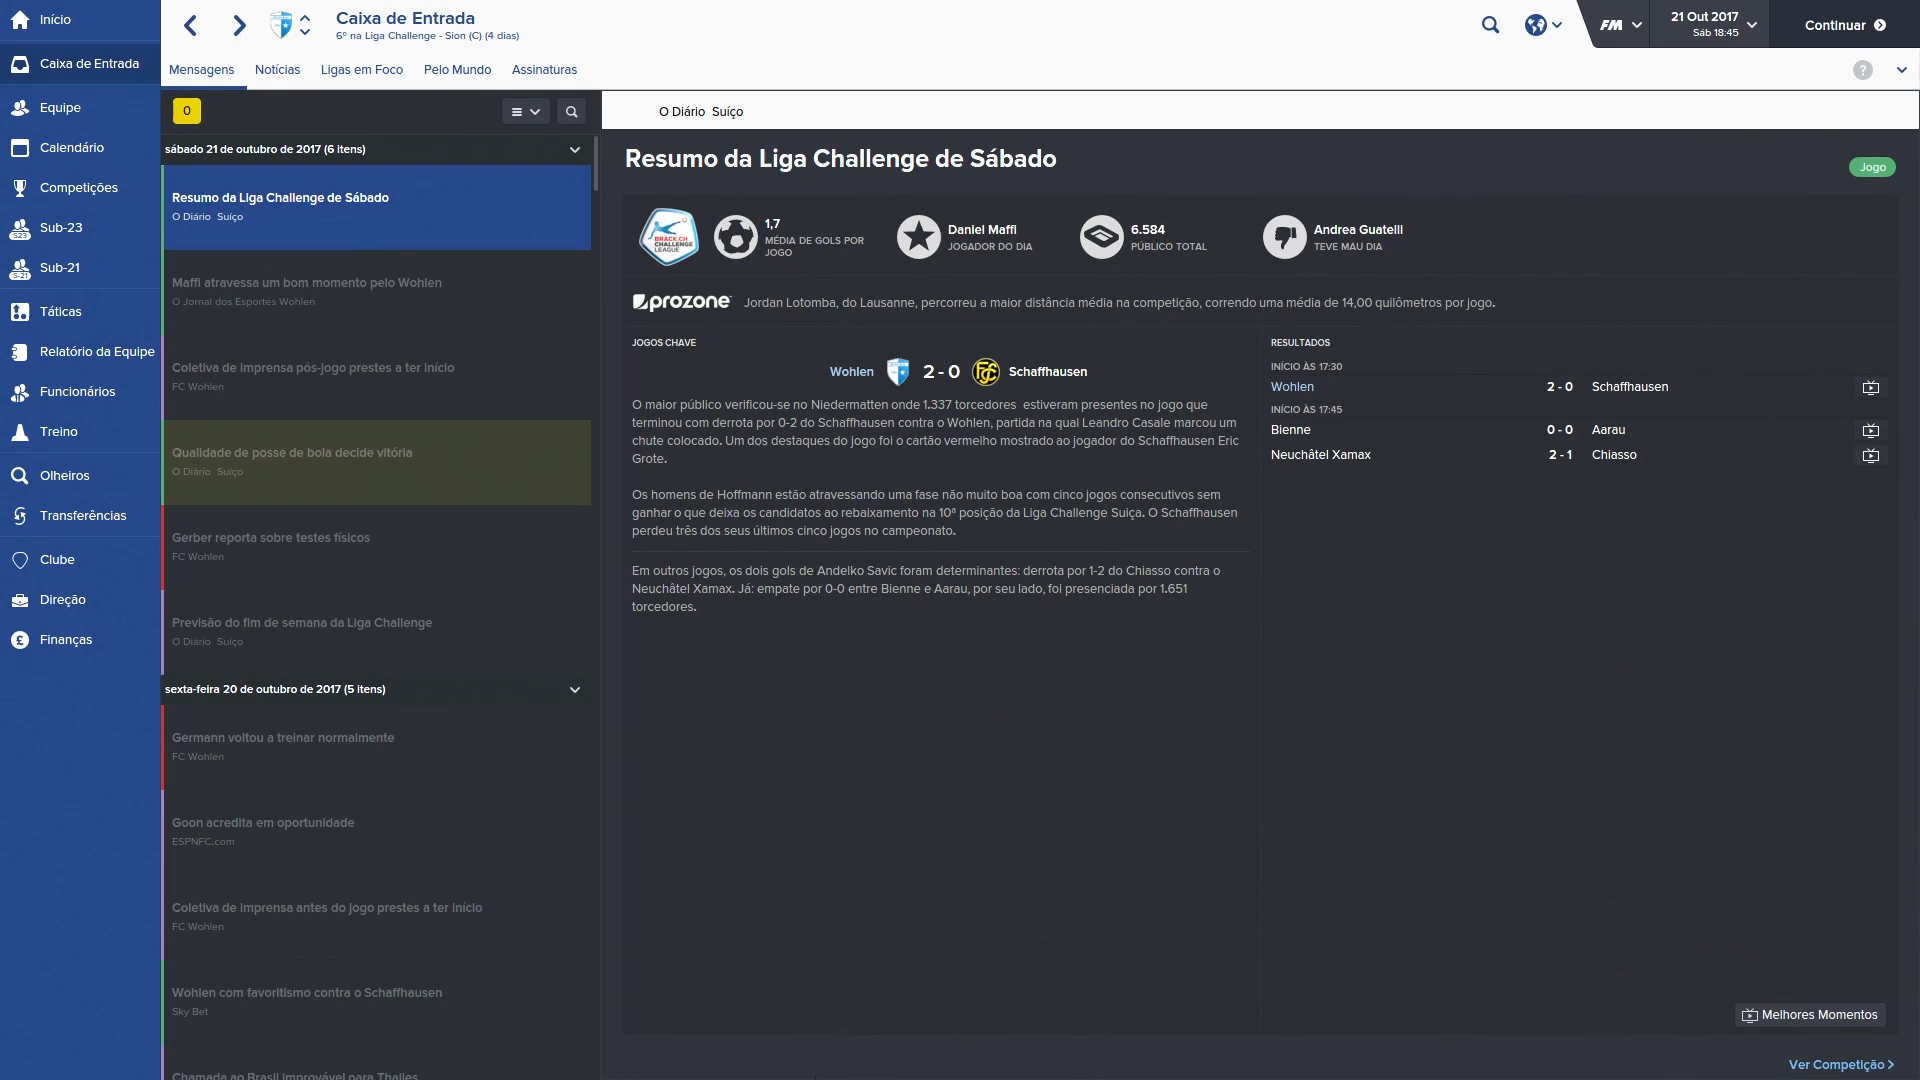 Início
Caixa de Entrada
Equipe
Calendário
Competições
Sub-23
S23
Sub-21
S-21
Táticas
Relatório da Equipe
Funcionários
Treino
Olheiros
Transferências
Clube
Direção
Finanças
Caixa de Entrada
6º na Liga Challenge - Sion (C) (4 dias)
FM
21 Out 2017
Sáb 18:45
Continuar
Mensagens Notícias Ligas em Foco Pelo Mundo Assinaturas
?
0
sábado 21 de outubro de 2017 (6 itens)
Resumo da Liga Challenge de Sábado
O Diário Suíço
Maffi atravessa um bom momento pelo Wohlen
O Jornal dos Esportes Wohlen
Coletiva de imprensa pós-jogo prestes a ter início
FC Wohlen
Qualidade de posse de bola decide vitória
O Diário Suíço
Gerber reporta sobre testes físicos
FC Wohlen
Previsão do fim de semana da Liga Challenge
O Diário Suíço
sexta-feira 20 de outubro de 2017 (5 itens)
Germann voltou a treinar normalmente
FC Wohlen
Goon acredita em oportunidade
ESPNFC.com
Coletiva de imprensa antes do jogo prestes a ter início
FC Wohlen
Wohlen com favoritismo contra o Schaffhausen
Sky Bet
Chamada ao Brasil improvável para Thalles
O Diário Suíço
Resumo da Liga Challenge de Sábado
Jogo
BRACK.CH
CHALLENGE
LEAGUE
1,7
MÉDIA DE GOLS POR
JOGO
Daniel Maffi
JOGADOR DO DIA
6.584
PÚBLICO TOTAL
Andrea Guatelli
TEVE MAU DIA
prozone
Jordan Lotomba, do Lausanne, percorreu a maior distância média na competição, correndo uma média de 14,00 quilômetros por jogo.
JOGOS CHAVE
Wohlen 2 - 0 Schaffhausen
O maior público verificou-se no Niedermatten onde 1.337 torcedores estiveram presentes no jogo que
terminou com derrota por 0-2 do Schaffhausen contra o Wohlen, partida na qual Leandro Casale marcou um
chute colocado. Um dos destaques do jogo foi o cartão vermelho mostrado ao jogador do Schaffhausen Eric
Grote.
Os homens de Hoffmann estão atravessando uma fase não muito boa com cinco jogos consecutivos sem
ganhar o que deixa os candidatos ao rebaixamento na 10ª posição da Liga Challenge Suiça. O Schaffhausen
perdeu três dos seus últimos cinco jogos no campeonato.
Em outros jogos, os dois gols de Andelko Savic foram determinantes: derrota por 1-2 do Chiasso contra o
Neuchâtel Xamax. Já: empate por 0-0 entre Bienne e Aarau, por seu lado, foi presenciada por 1.651
torcedores.
RESULTADOS
INÍCIO ÀS 17:30
Wohlen 2 - 0 Schaffhausen
INÍCIO ÀS 17:45
Bienne 0 - 0 Aarau
Neuchâtel Xamax 2 - 1 Chiasso
Melhores Momentos
Ver Competição